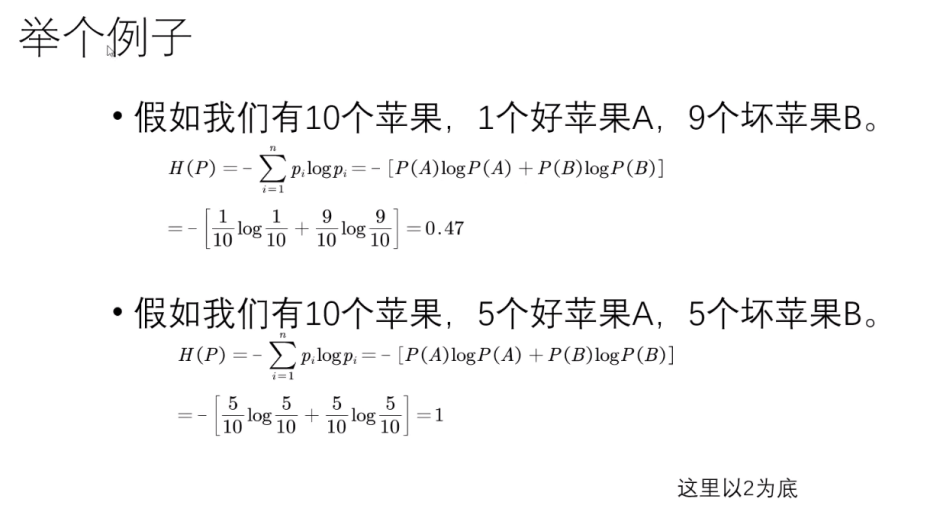 举个例子
• 假如我们有10个苹果，1个好苹果A，9个坏苹果B。
$H(P)=-\sum_{i=1}^{n}p_i\log p_i=-[P(A)\log P(A)+P(B)\log P(B)]$
$=-\left[\frac{1}{10}\log\frac{1}{10}+\frac{9}{10}\log\frac{9}{10}\right]=0.47$
• 假如我们有10个苹果，5个好苹果A，5个坏苹果B。
$H(P)=-\sum_{i=1}^{n}p_i\log p_i=-[P(A)\log P(A)+P(B)\log P(B)]$
$=-\left[\frac{5}{10}\log\frac{5}{10}+\frac{5}{10}\log\frac{5}{10}\right]=1$
这里以2为底